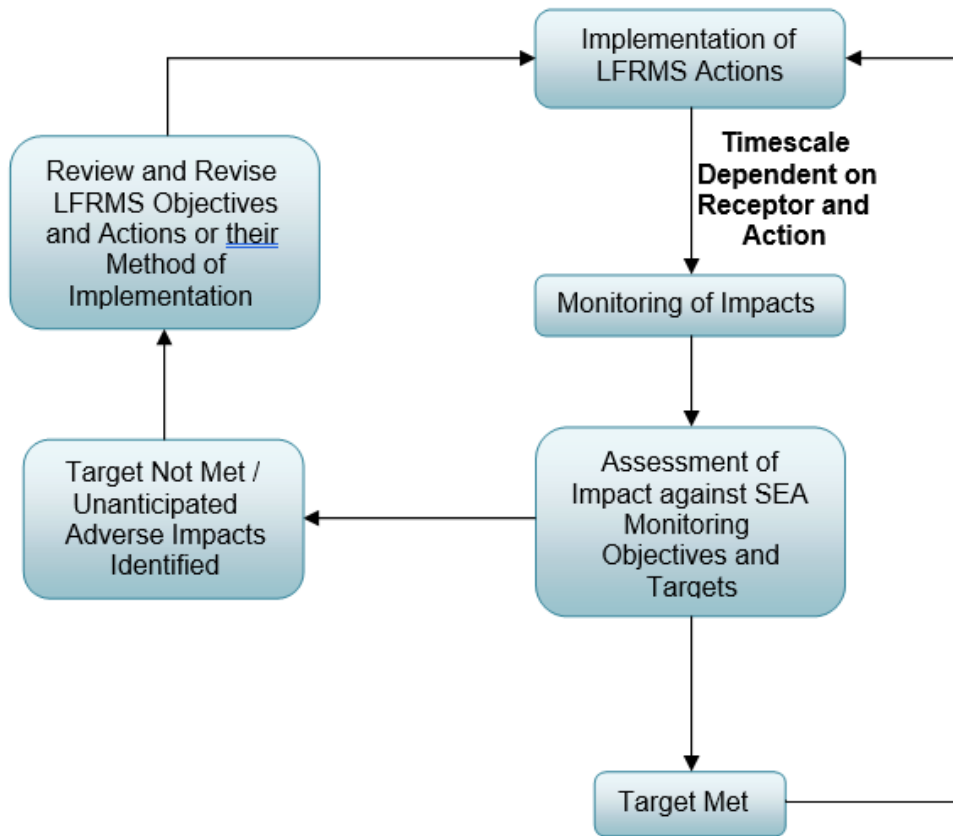 Implementation of
LFRMS Actions
Timescale
Dependent on
Receptor and
Action
Review and Revise
LFRMS Objectives
and Actions or their
Method of
Implementation
Monitoring of Impacts
Assessment of
Impact against SEA
Monitoring
Objectives and
Targets
Target Not Met /
Unanticipated
Adverse Impacts
Identified
Target Met